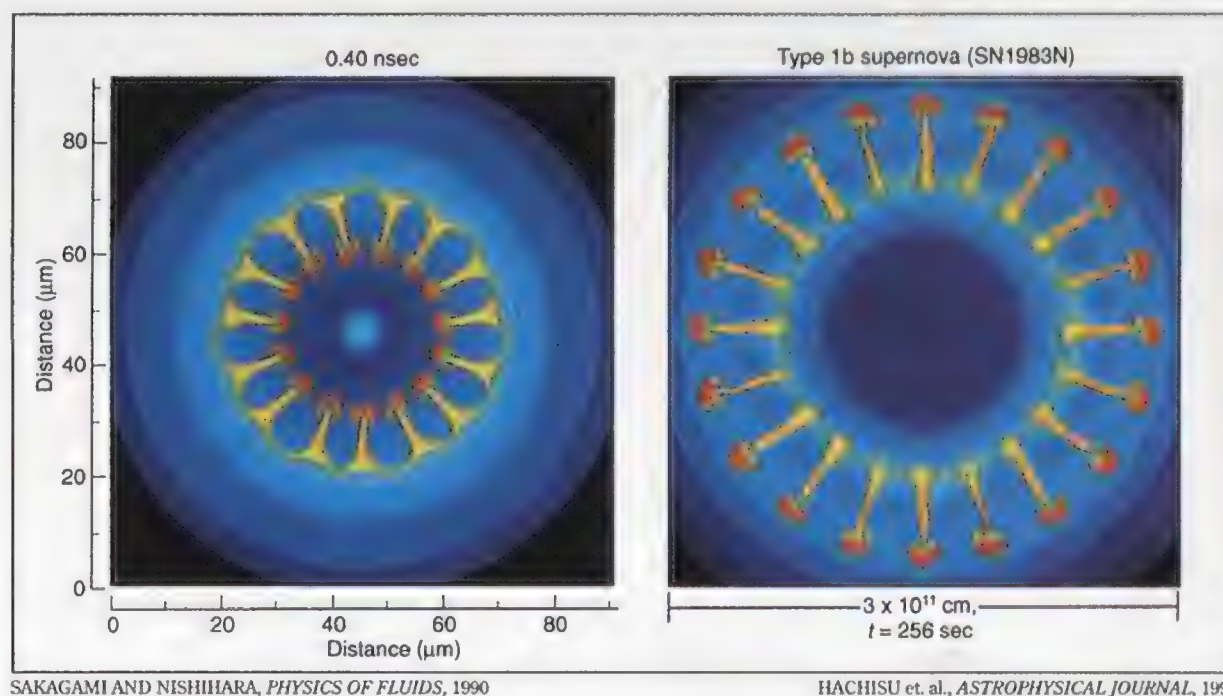 0.40 nsec
Type 1b supernova (SN1983N)
80
60
40
20
0
Distance (μm)
0
20
40
60
80
Distance (μm)
3 x 10¹¹ cm,
t = 256 sec
SAKAGAMI AND NISHIHARA, PHYSICS OF FLUIDS, 1990
HACHISU et. al., ASTROPHYSICAL JOURNAL,